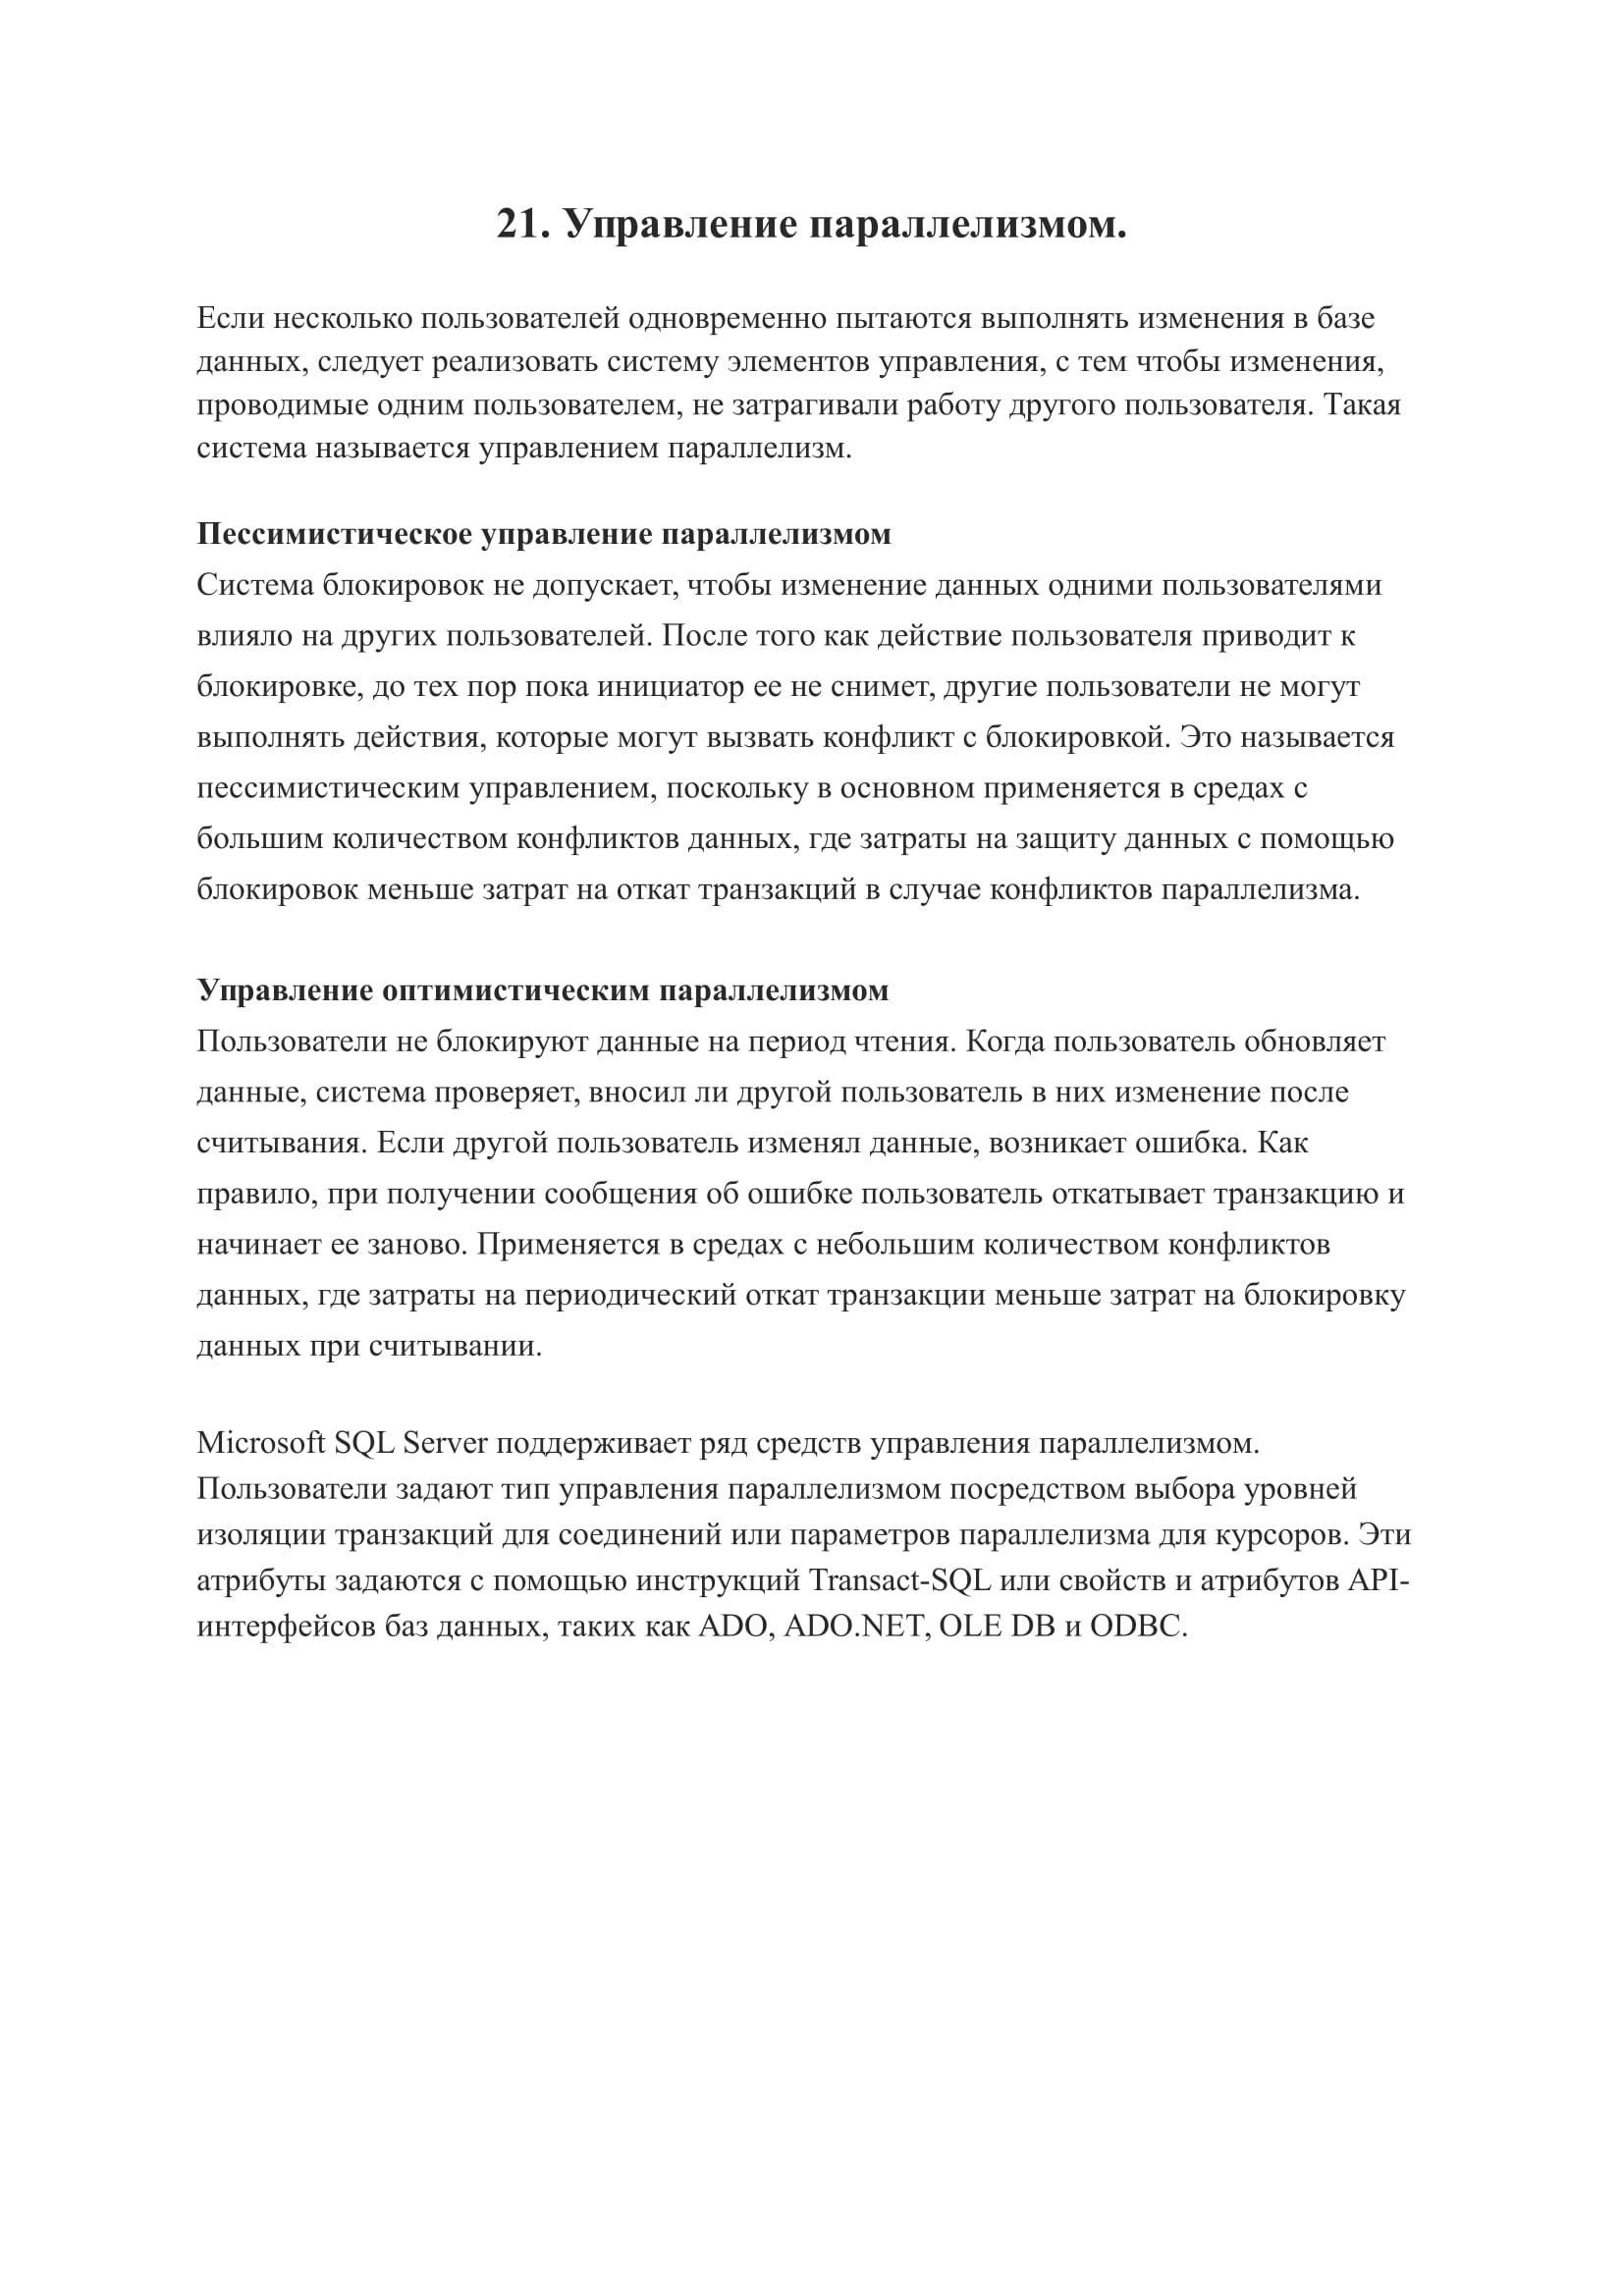 21. Управление параллелизмом.
Если несколько пользователей одновременно пытаются выполнять изменения в базе
данных, следует реализовать систему элементов управления, с тем чтобы изменения,
проводимые одним пользователем, не затрагивали работу другого пользователя. Такая
система называется управлением параллелизм.
Пессимистическое управление параллелизмом
Система блокировок не допускает, чтобы изменение данных одними пользователями
влияло на других пользователей. После того как действие пользователя приводит к
блокировке, до тех пор пока инициатор ее не снимет, другие пользователи не могут
выполнять действия, которые могут вызвать конфликт с блокировкой. Это называется
пессимистическим управлением, поскольку в основном применяется в средах с
большим количеством конфликтов данных, где затраты на защиту данных с помощью
блокировок меньше затрат на откат транзакций в случае конфликтов параллелизма.
Управление оптимистическим параллелизмом
Пользователи не блокируют данные на период чтения. Когда пользователь обновляет
данные, система проверяет, вносил ли другой пользователь в них изменение после
считывания. Если другой пользователь изменял данные, возникает ошибка. Как
правило, при получении сообщения об ошибке пользователь откатывает транзакцию и
начинает ее заново. Применяется в средах с небольшим количеством конфликтов
данных, где затраты на периодический откат транзакции меньше затрат на блокировку
данных при считывании.
Microsoft SQL Server поддерживает ряд средств управления параллелизмом.
Пользователи задают тип управления параллелизмом посредством выбора уровней
изоляции транзакций для соединений или параметров параллелизма для курсоров. Эти
атрибуты задаются с помощью инструкций Transact-SQL или свойств и атрибутов API-
интерфейсов баз данных, таких как ADO, ADO.NET, OLE DB и ODBC.